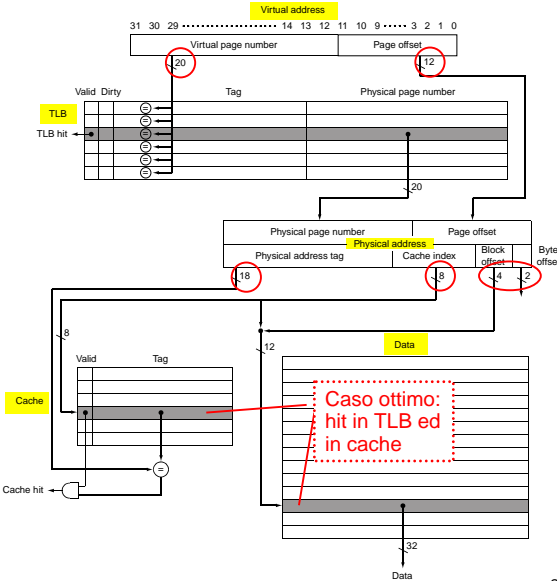 Virtual address
31 30 29 14 13 12 11 10 9 3 2 1 0
Virtual page number Page offset
20 12
Valid Dirty Tag Physical page number
TLB
TLB hit
=
=
=
=
=
=
20
Physical page number Page offset
Physical address
Physical address tag Cache index Block offset Byte offset
18 8 4 2
8
12
Data
Valid Tag
Cache
Caso ottimo:
hit in TLB ed
in cache
=
Cache hit
32
Data